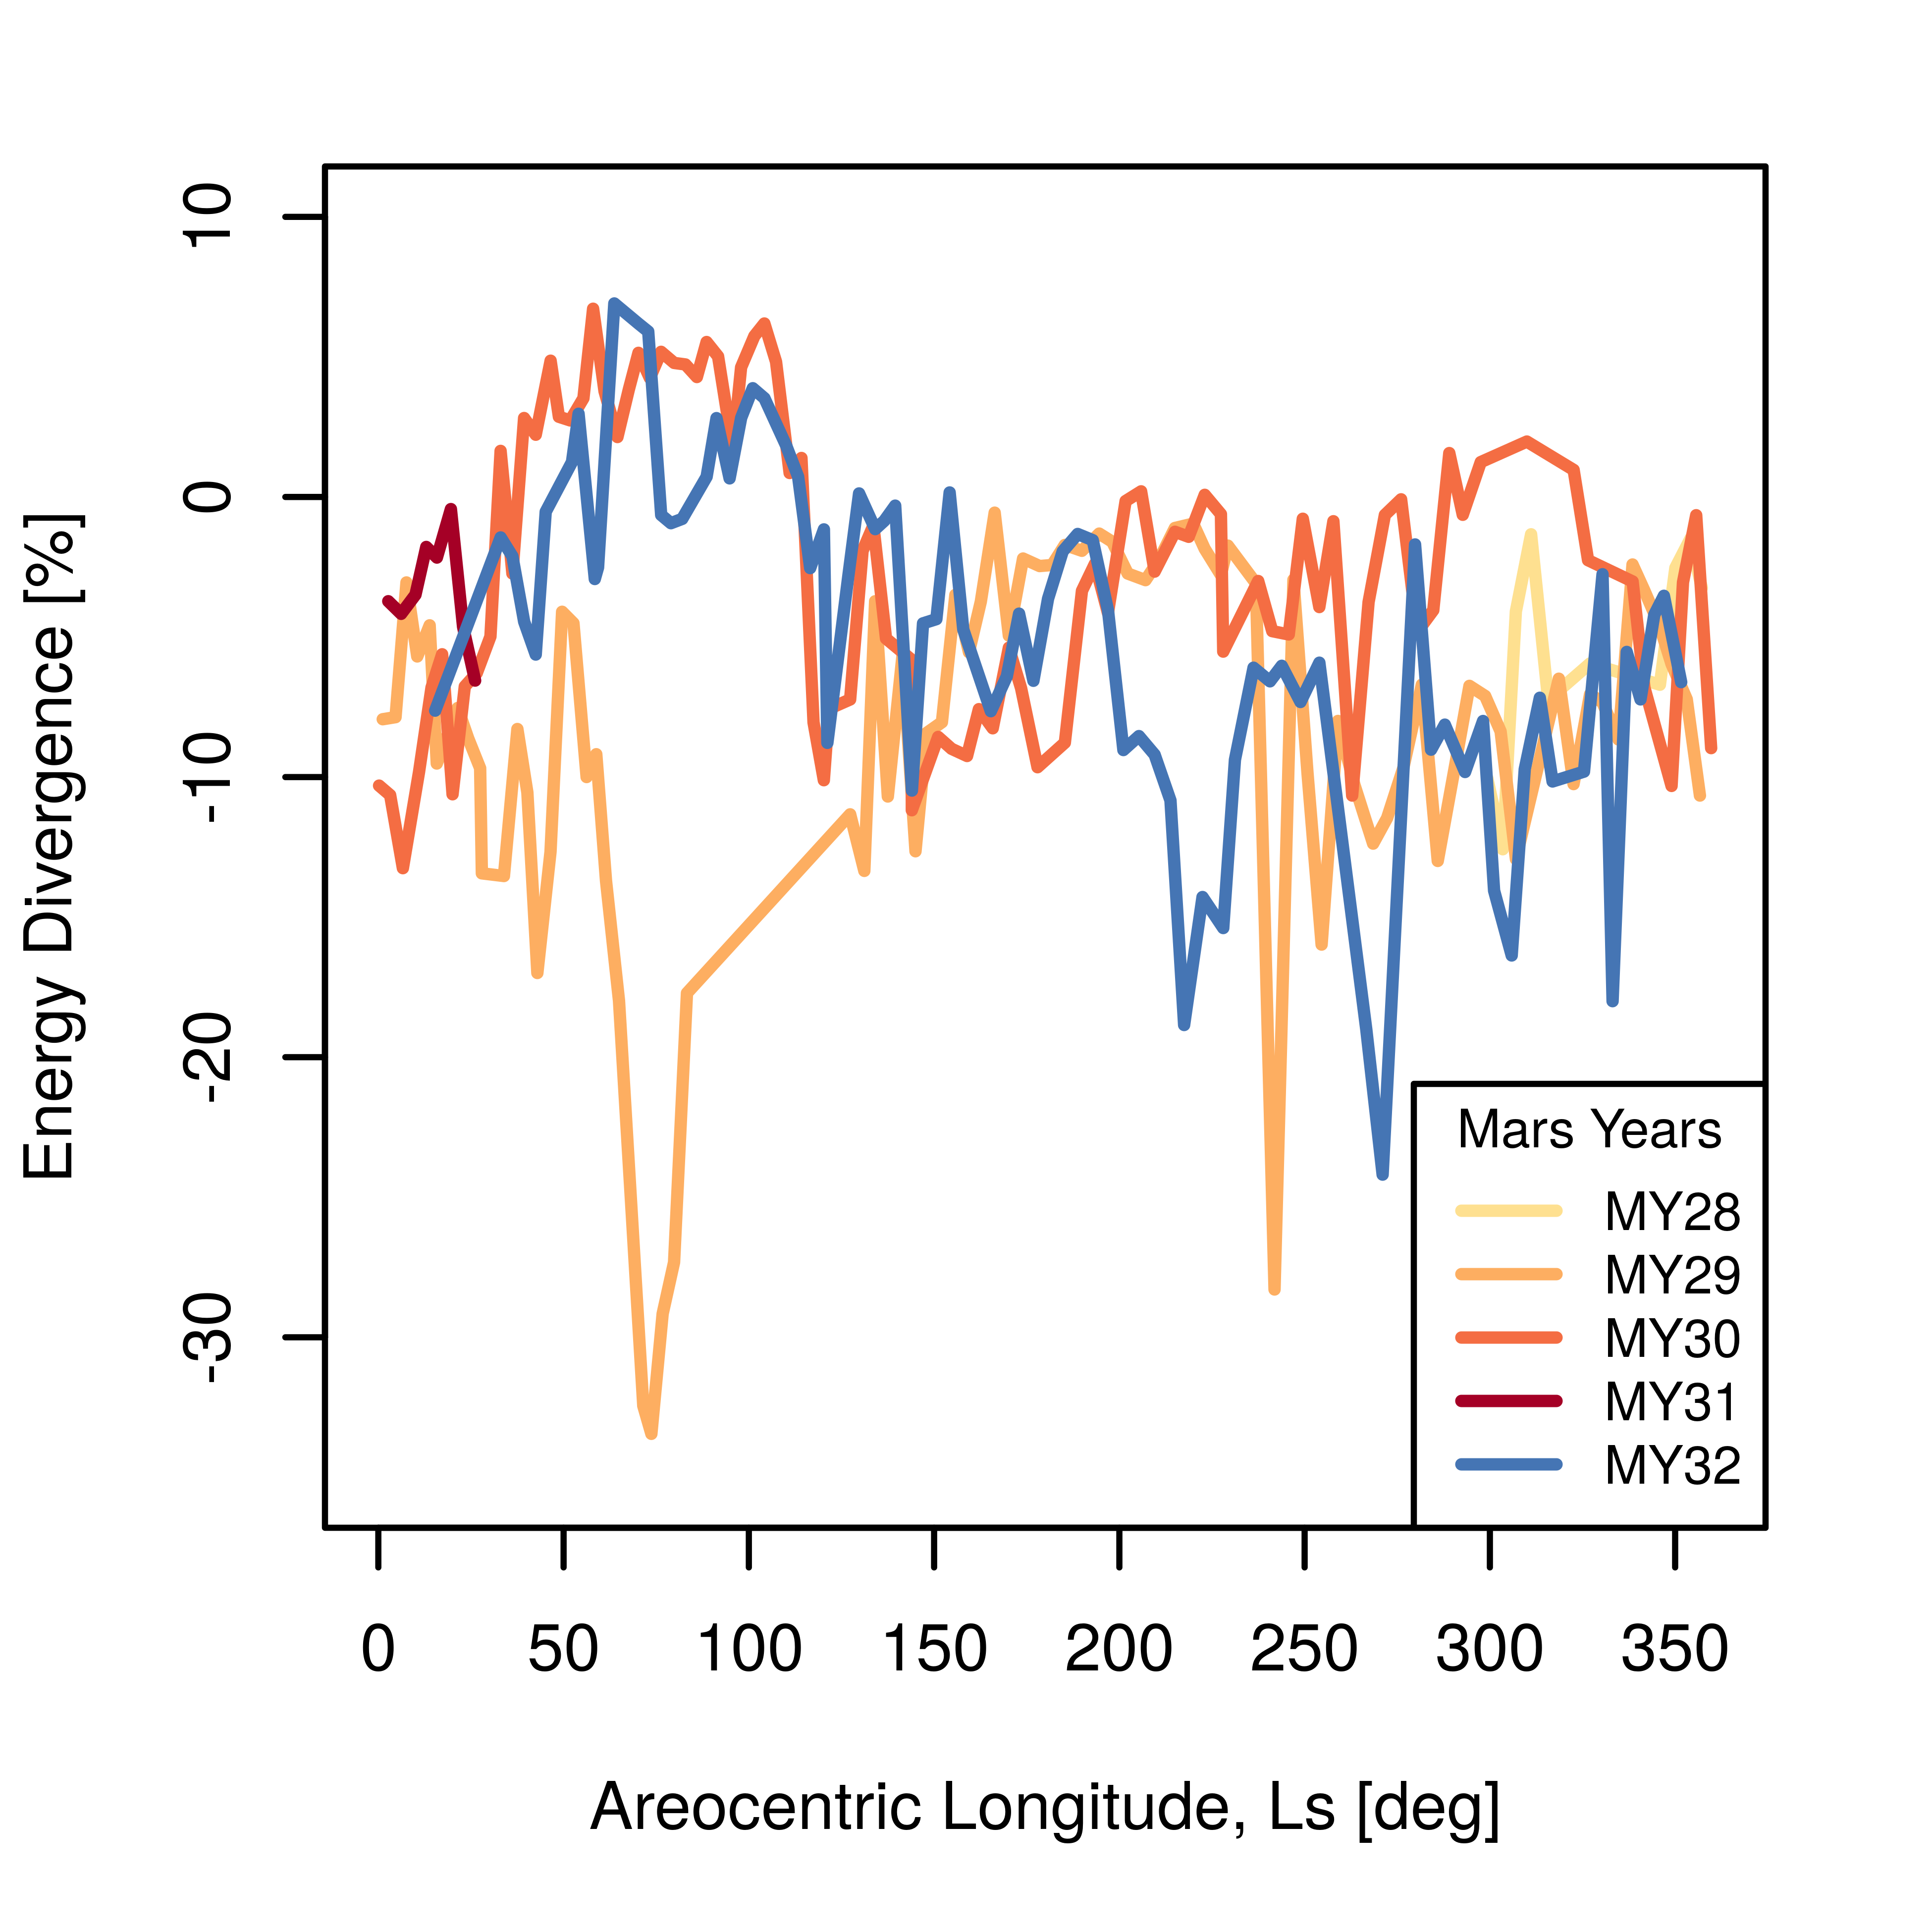 Energy Divergence [%]
10
0
-10
-20
-30
Mars Years
MY28
MY29
MY30
MY31
MY32
0 50 100 150 200 250 300 350
Areocentric Longitude, Ls [deg]